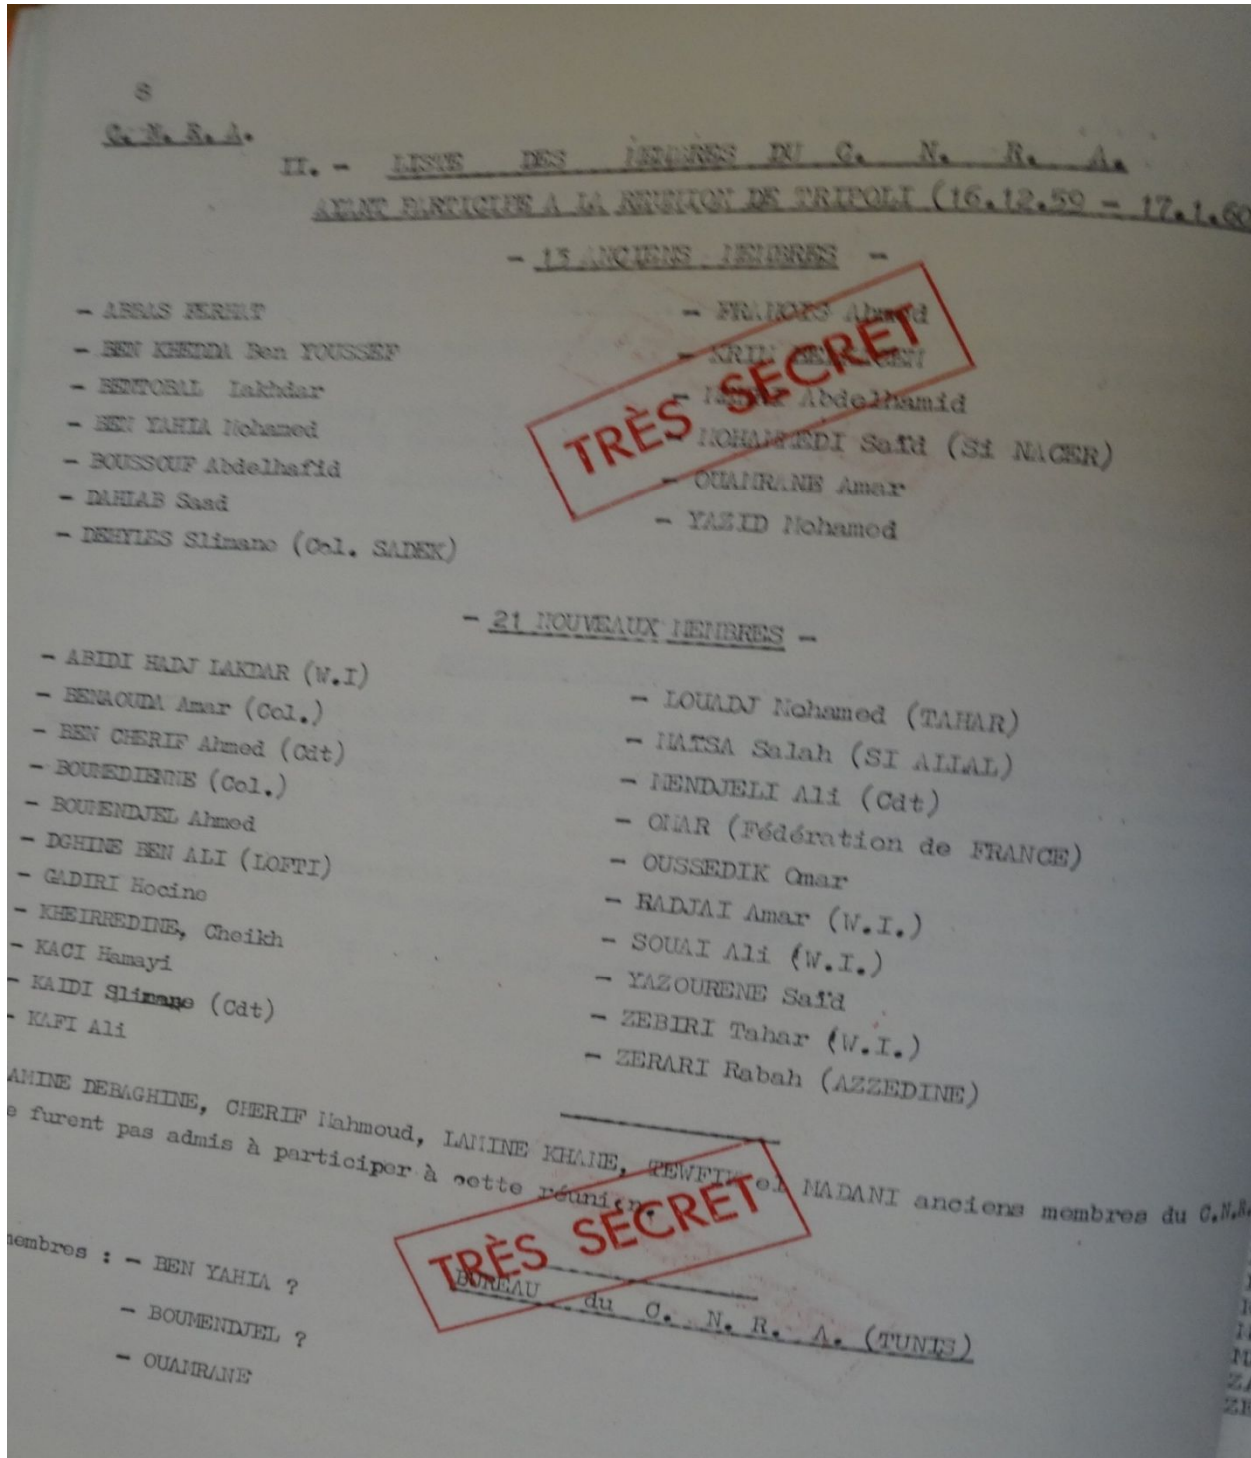 8
C. N. R. A.
II. - LISTE DES MEMBRES DU C. N. R. A.
AYANT PARTICIPE A LA REUNION DE TRIPOLI (16.12.59 - 17.1.60
- 13 ANCIENS MEMBRES -
- ABBAS FERHAT
- BEN KHEDDA Ben YOUSSEF
- BENTOBAL Lakhdar
- BEN YAHIA Mohamed
- BOUSSOUF Abdelhafid
- DAHLAB Saad
- DEHYLES Slimane (Col. SADEK)
- FRANCIS Ahmed
- KRIM BELKACEM
- MEHRI Abdelhamid
- MOHAMMEDI Saïd (Si NACER)
- OUAMRANE Amar
- YAZID Mohamed
TRÈS SECRET
- 21 NOUVEAUX MEMBRES -
- ABIDI HADJ LAKDAR (W.I)
- BENAOUDA Amar (Col.)
- BEN CHERIF Ahmed (Cdt)
- BOUMEDIENNE (Col.)
- BOUMENDJEL Ahmed
- DGHINE BEN ALI (LOFTI)
- GADIRI Hocine
- KHEIRREDINE, Cheikh
- KACI Hamayi
- KAIDI Slimane (Cdt)
- KAFI Ali
- LOUADJ Mohamed (TAHAR)
- MATSA Salah (SI ALLAL)
- MENDJELI Ali (Cdt)
- OMAR (Fédération de FRANCE)
- OUSSEDIK Omar
- RADJAI Amar (W.I.)
- SOUAI Ali (W.I.)
- YAZOURENE Saïd
- ZEBIRI Tahar (W.I.)
- ZERARI Rabah (AZZEDINE)
AMINE DEBAGHINE, CHERIF Mahmoud, LAMINE KHANE, TEWFIK el MADANI anciens membres du C.N.R.
e furent pas admis à participer à cette réunion.
TRÈS SECRET
BUREAU du C. N. R. A. (TUNIS)
membres : - BEN YAHIA ?
- BOUMENDJEL ?
- OUAMRANE